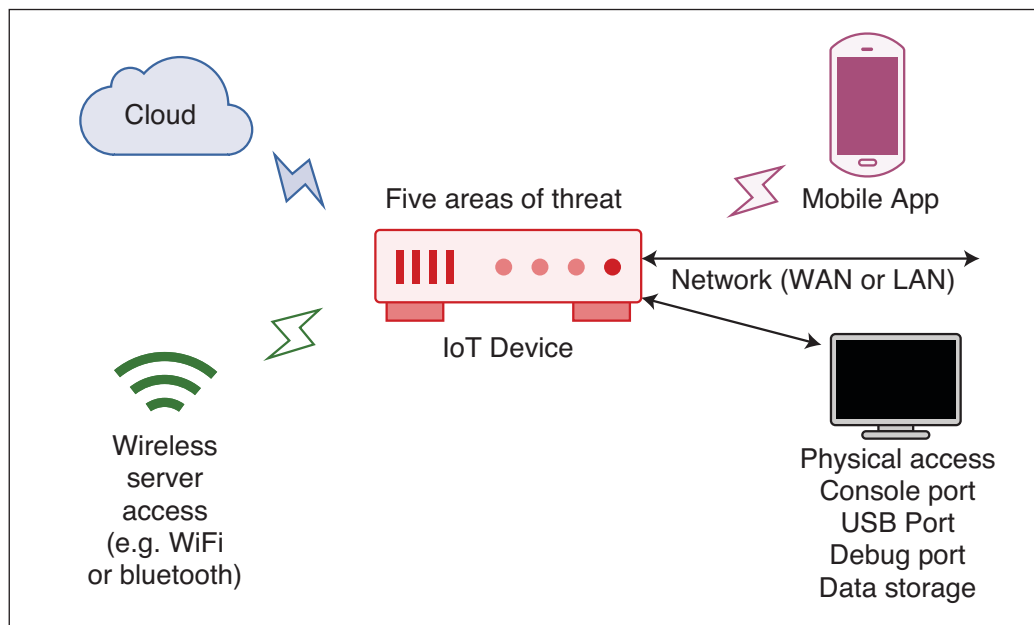 Cloud
Five areas of threat
IoT Device
Mobile App
Network (WAN or LAN)
Wireless
server
access
(e.g. WiFi
or bluetooth)
Physical access
Console port
USB Port
Debug port
Data storage